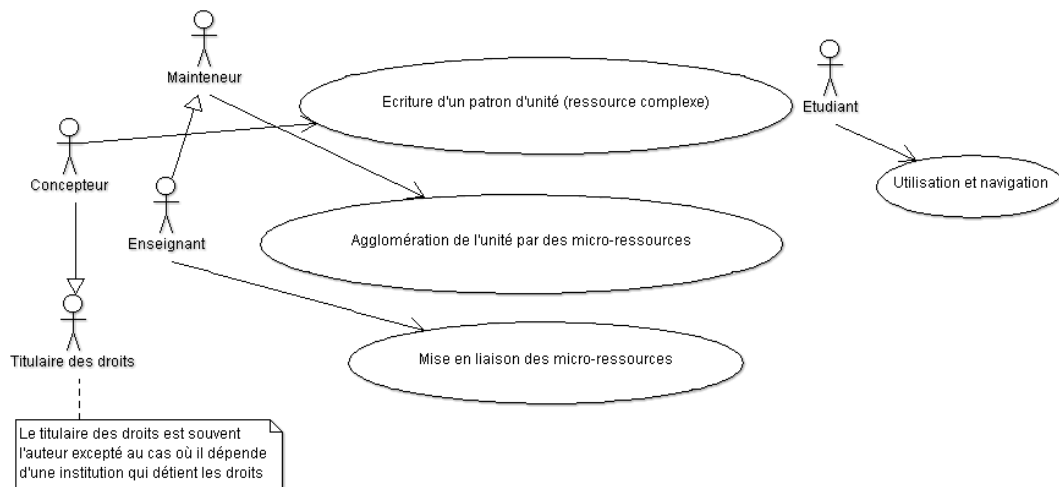 Mainteneur
Ecriture d'un patron d'unité (ressource complexe)
Etudiant
Concepteur
Utilisation et navigation
Enseignant
Agglomération de l'unité par des micro-ressources
Titulaire des droits
Mise en liaison des micro-ressources
Le titulaire des droits est souvent
l'auteur excepté au cas où il dépende
d'une institution qui détient les droits